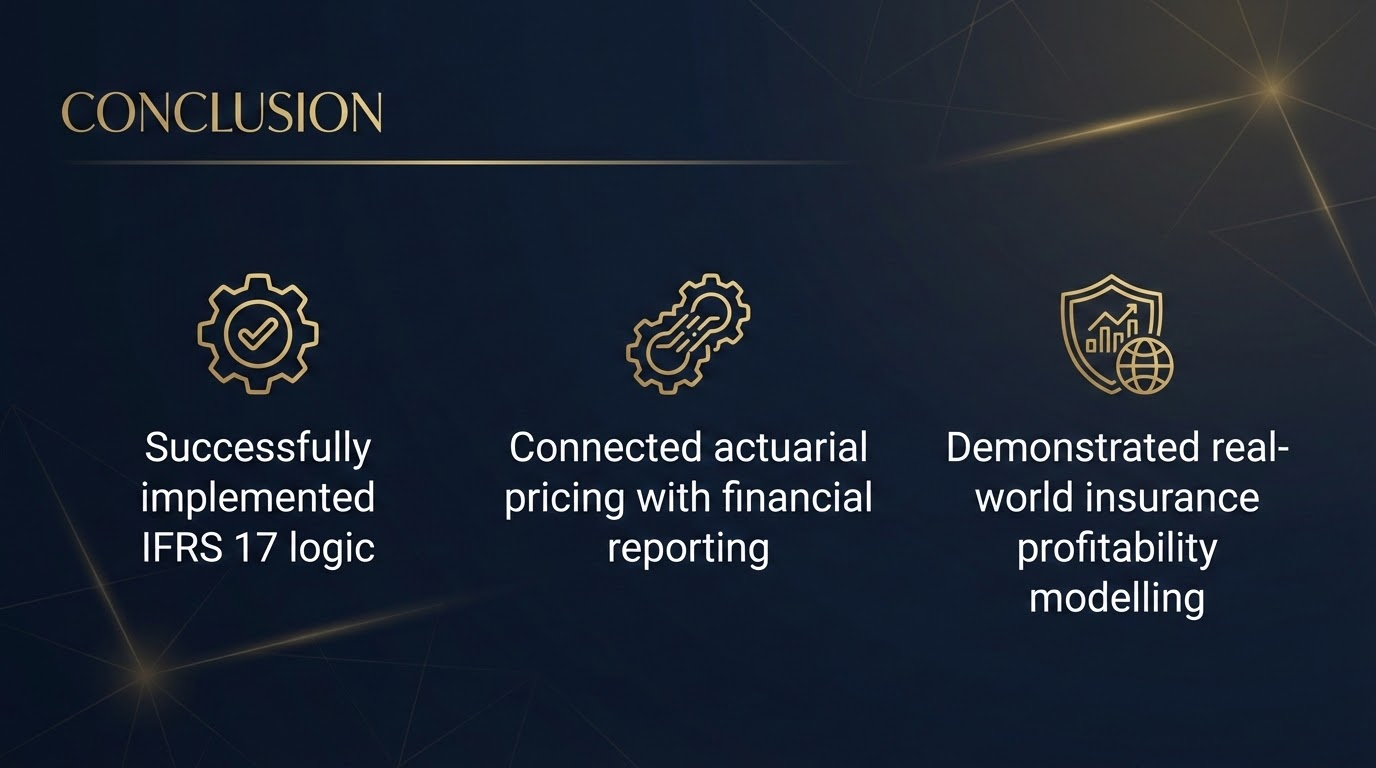 CONCLUSION
Successfully
implemented
IFRS 17 logic
Connected actuarial
pricing with financial
reporting
Demonstrated real-
world insurance
profitability
modelling